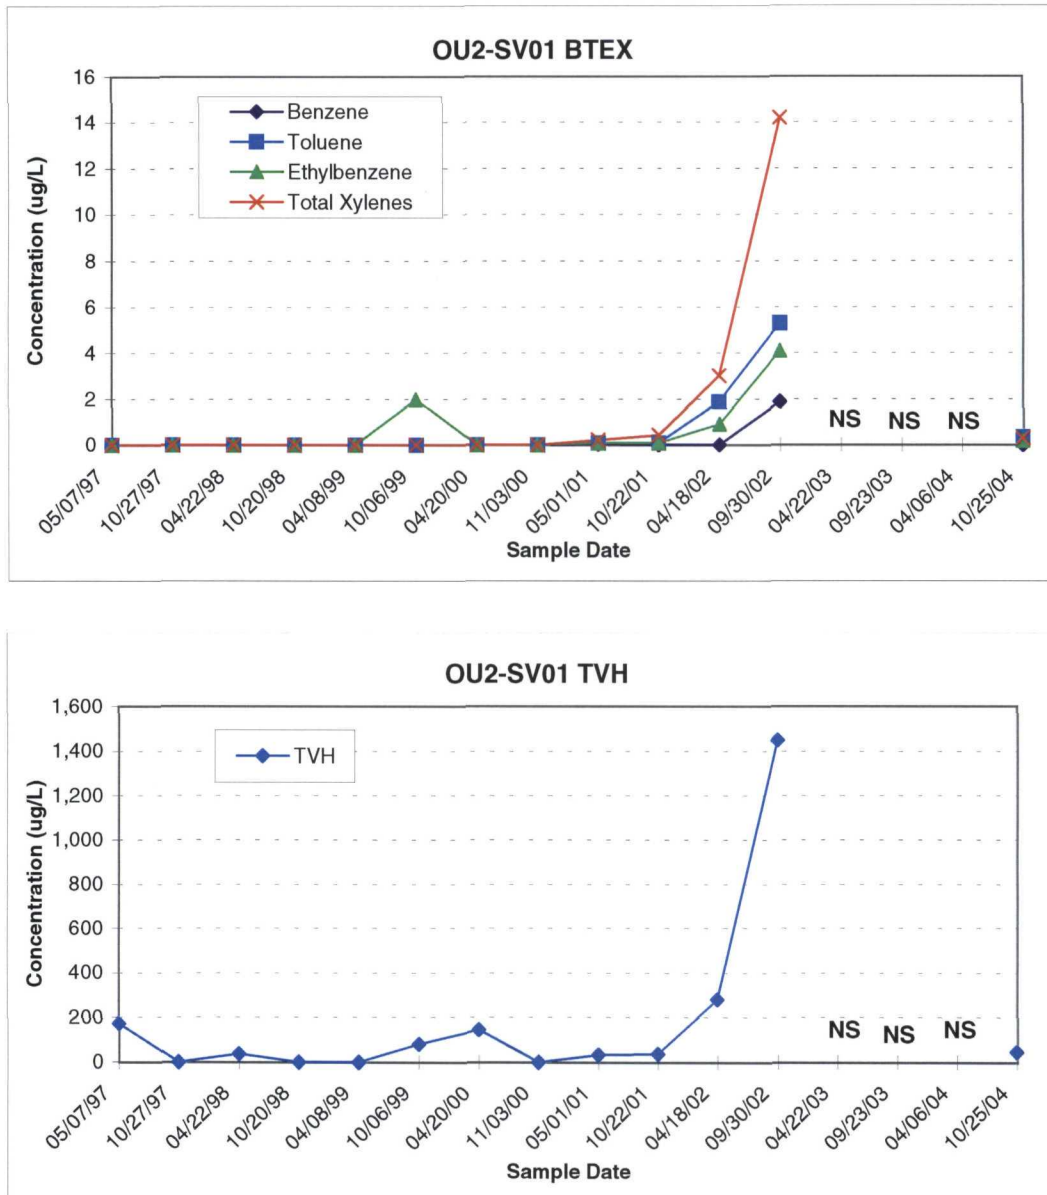 OU2-SV01 BTEX
Concentration (ug/L)
16
14
12
10
8
6
4
2
0
Benzene
Toluene
Ethylbenzene
Total Xylenes
NS NS NS
05/07/97 10/27/97 04/22/98 10/20/98 04/08/99 10/06/99 04/20/00 11/03/00 05/01/01 10/22/01 04/18/02 09/30/02 04/22/03 09/23/03 04/06/04 10/25/04
Sample Date
OU2-SV01 TVH
Concentration (ug/L)
1,600
1,400
1,200
1,000
800
600
400
200
0
TVH
NS NS NS
05/07/97 10/27/97 04/22/98 10/20/98 04/08/99 10/06/99 04/20/00 11/03/00 05/01/01 10/22/01 04/18/02 09/30/02 04/22/03 09/23/03 04/06/04 10/25/04
Sample Date